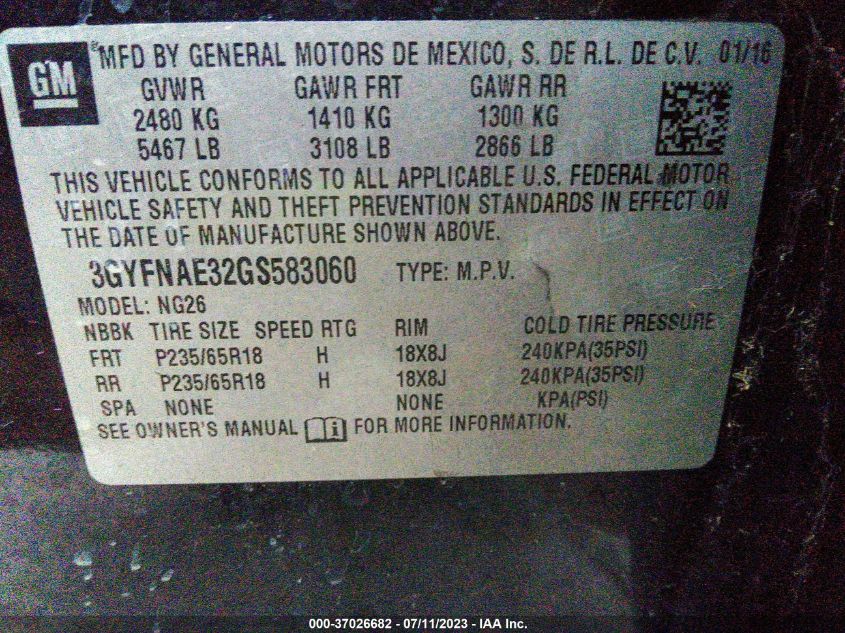 GM
MFD BY GENERAL MOTORS DE MEXICO, S. DE R.L. DE C.V. 01/16
GVWR GAWR FRT GAWR RR
2480 KG 1410 KG 1300 KG
5467 LB 3108 LB 2866 LB
THIS VEHICLE CONFORMS TO ALL APPLICABLE U.S. FEDERAL MOTOR
VEHICLE SAFETY AND THEFT PREVENTION STANDARDS IN EFFECT ON
THE DATE OF MANUFACTURE SHOWN ABOVE.
3GYFNAE32GS583060 TYPE: M.P.V.
MODEL: NG26
NBBK TIRE SIZE SPEED RTG RIM COLD TIRE PRESSURE
FRT P235/65R18 H 18X8J 240KPA(35PSI)
RR P235/65R18 H 18X8J 240KPA(35PSI)
SPA NONE NONE KPA(PSI)
SEE OWNER'S MANUAL i FOR MORE INFORMATION.
000-37026682 - 07/11/2023 - IAA Inc.